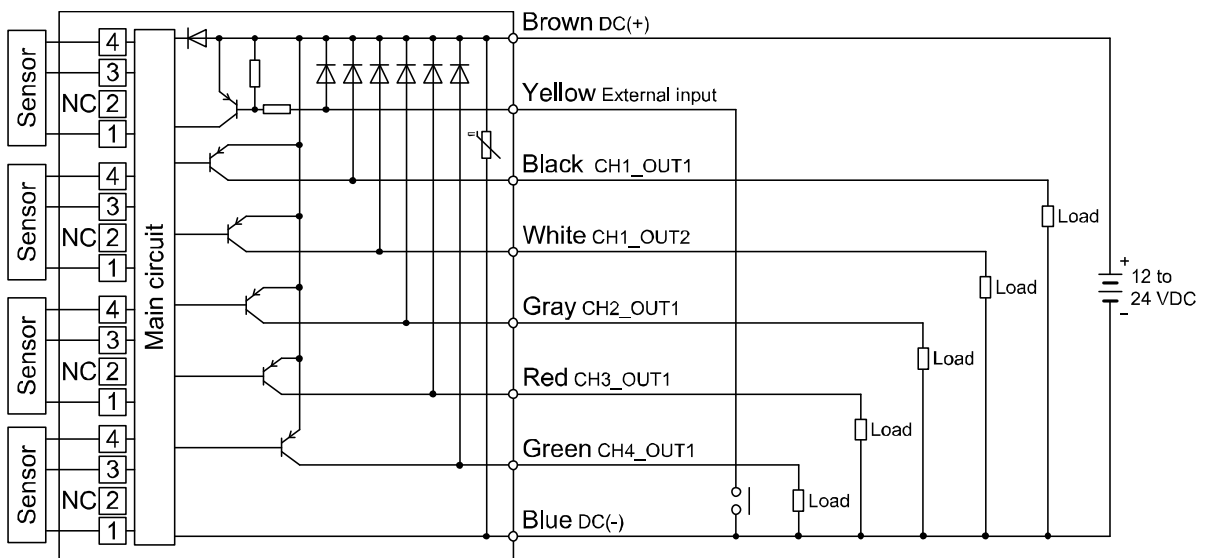 Brown DC(+)
Sensor
4
3
NC 2
1
Yellow External input
Black CH1_OUT1
Sensor
4
3
NC 2
1
White CH1_OUT2
Main circuit
Load
Load
+
12 to
24 VDC
−
Sensor
4
3
NC 2
1
Gray CH2_OUT1
Load
Red CH3_OUT1
Load
Sensor
4
3
NC 2
1
Green CH4_OUT1
Load
Blue DC(-)